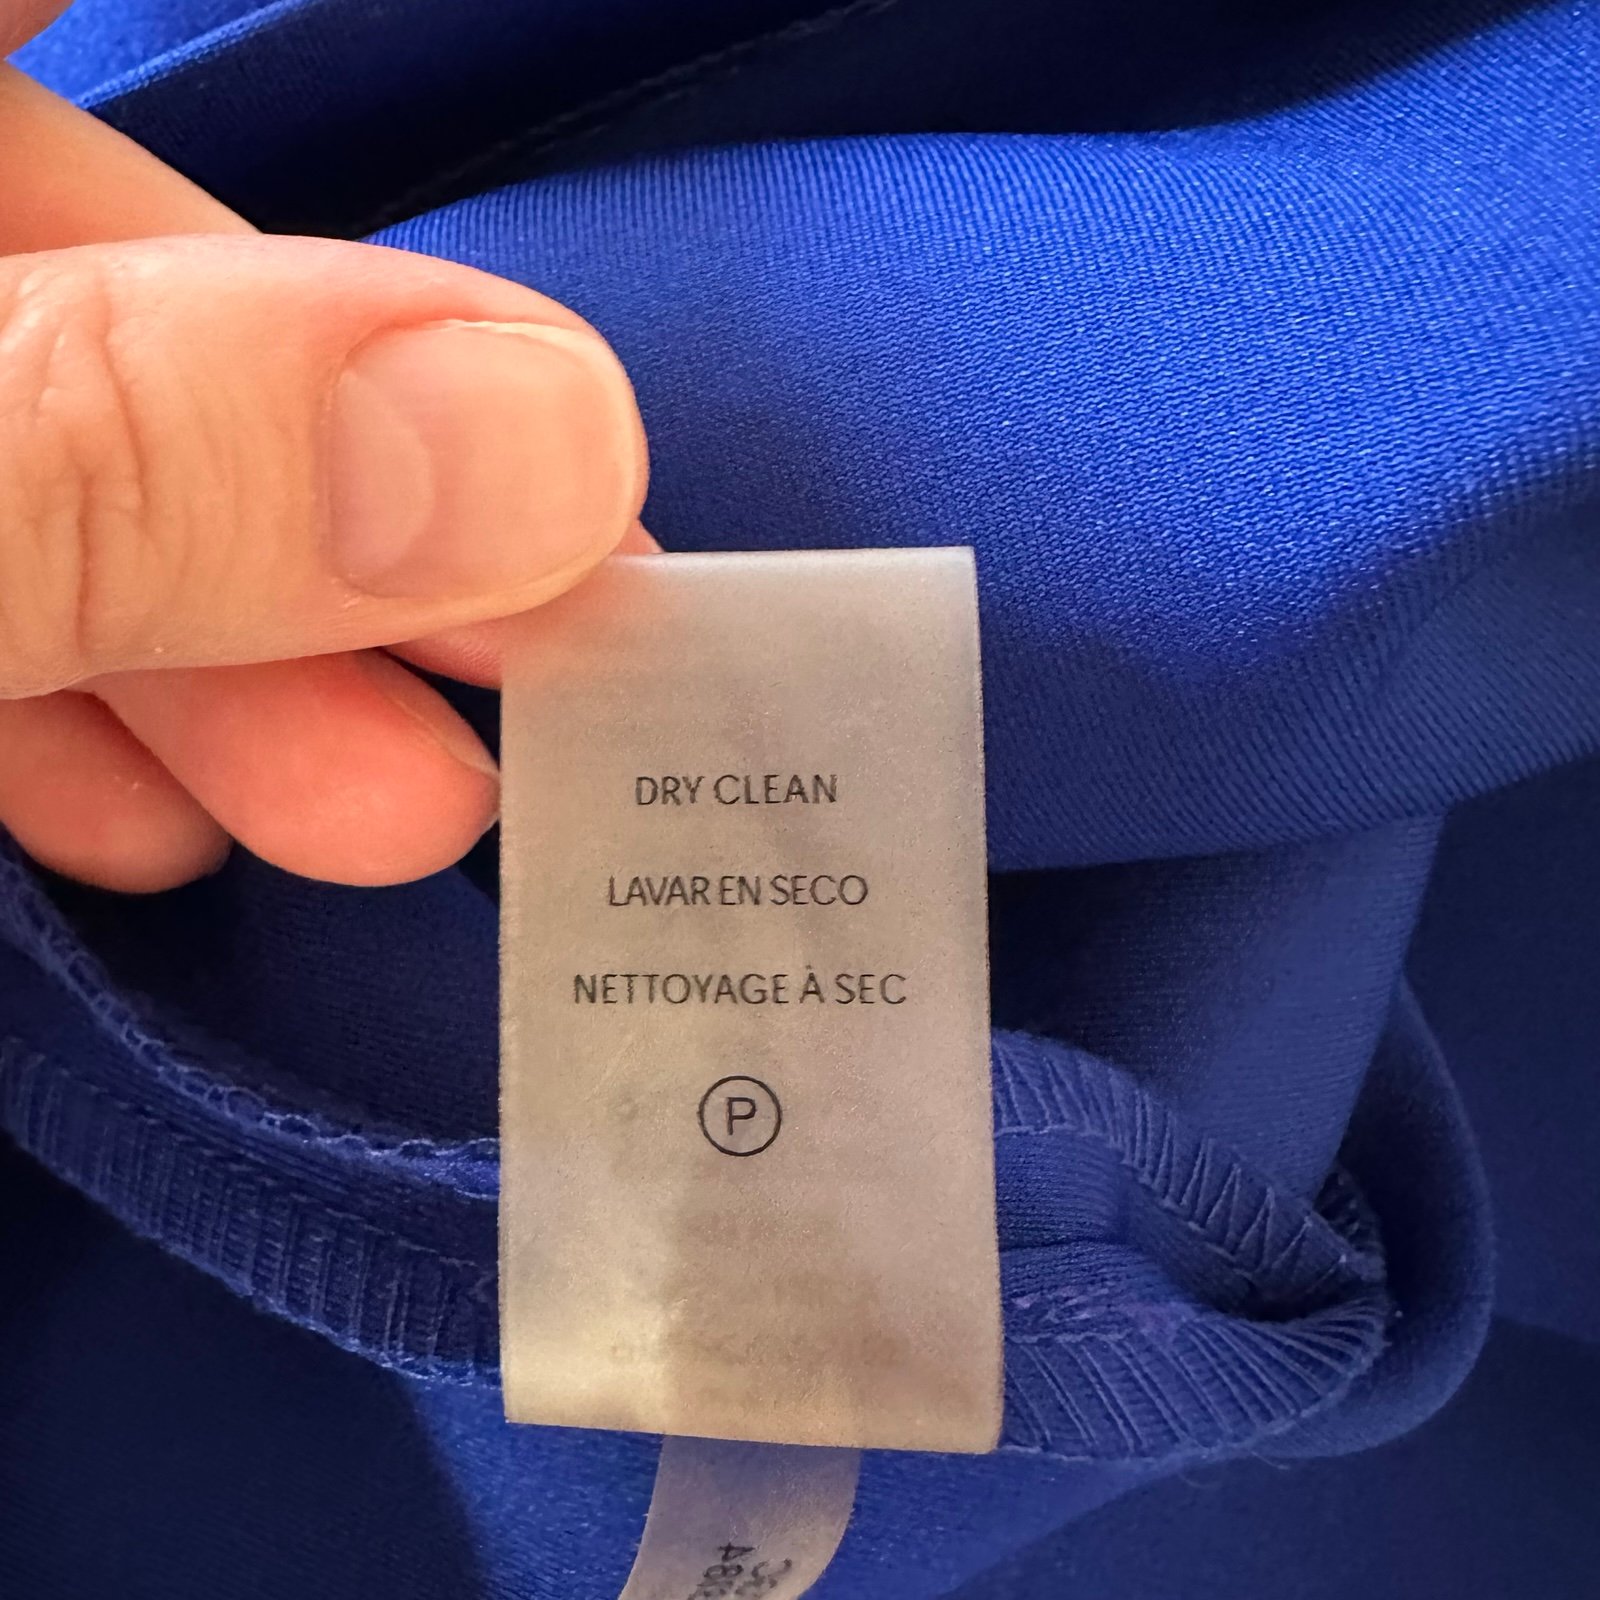 DRY CLEAN
LAVAR EN SECO
NETTOYAGE À SEC
P